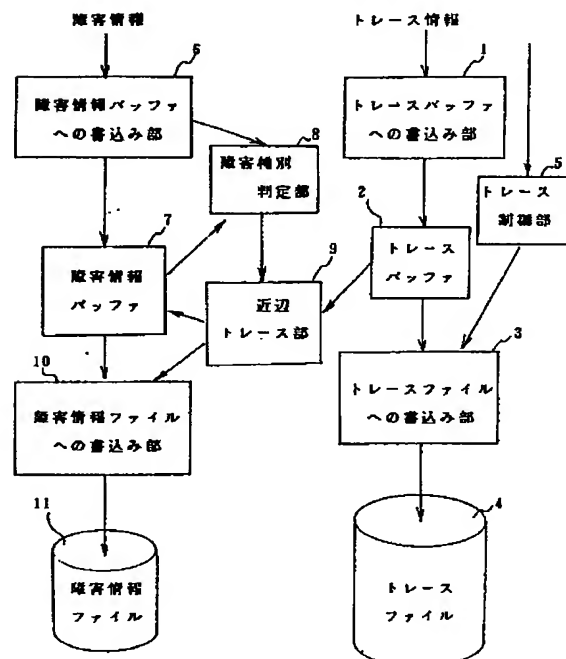 障害情報
トレース情報
6
障害情報バッファ
への書込み部
1
トレースバッファ
への書込み部
8
障害種別
判定部
5
トレース
制御部
7
障害情報
バッファ
2
トレース
バッファ
9
近辺
トレース部
10
障害情報ファイル
への書込み部
3
トレースファイル
への書込み部
11
障害情報
ファイル
4
トレース
ファイル